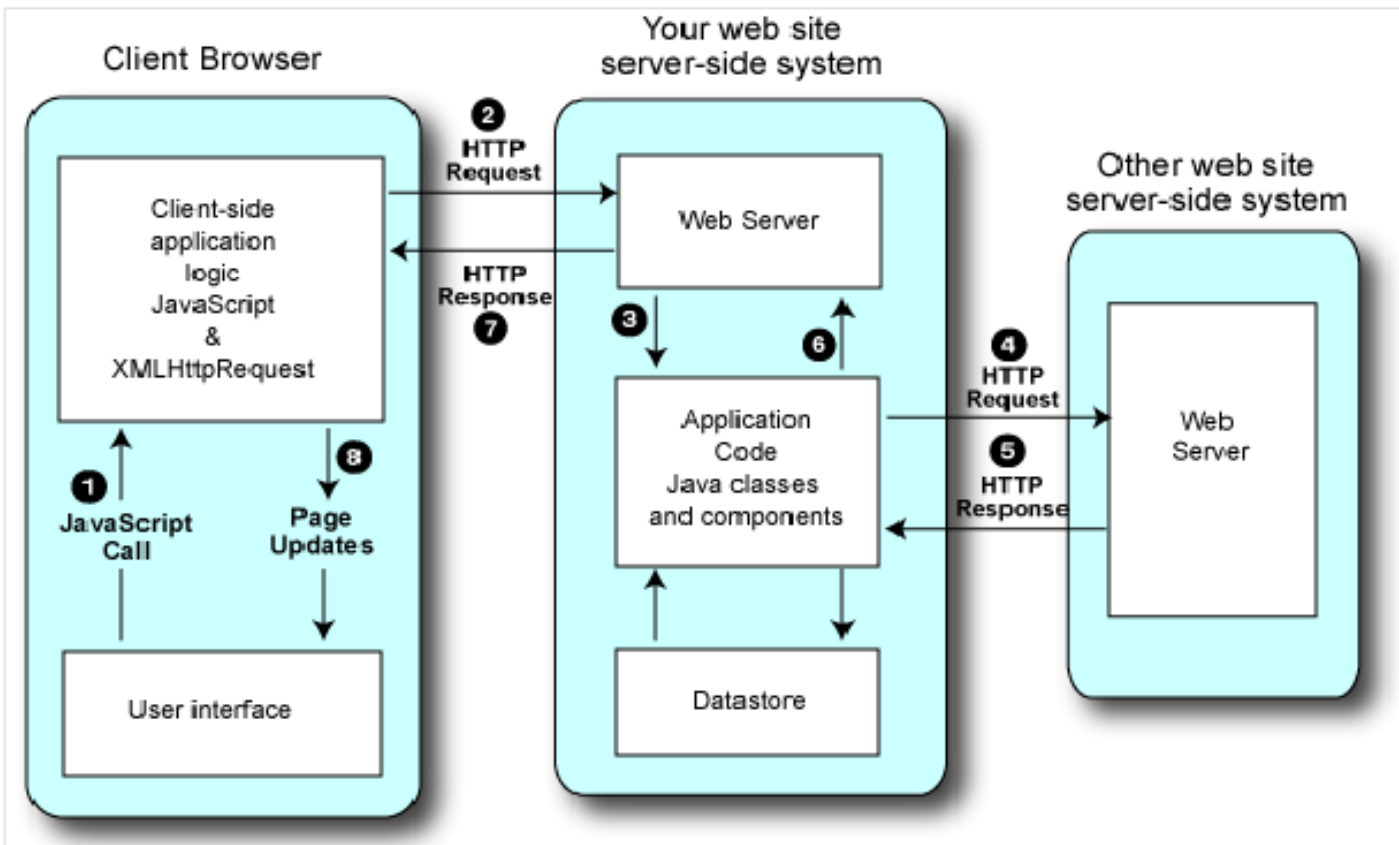 Client Browser
Client-side
application
logic
JavaScript
&
XMLHttpRequest
1
JavaScript
Call
8
Page
Updates
User interface
2
HTTP
Request
HTTP
Response
7
Your web site
server-side system
Web Server
3
6
Application
Code
Java classes
and components
Datastore
4
HTTP
Request
5
HTTP
Response
Other web site
server-side system
Web
Server